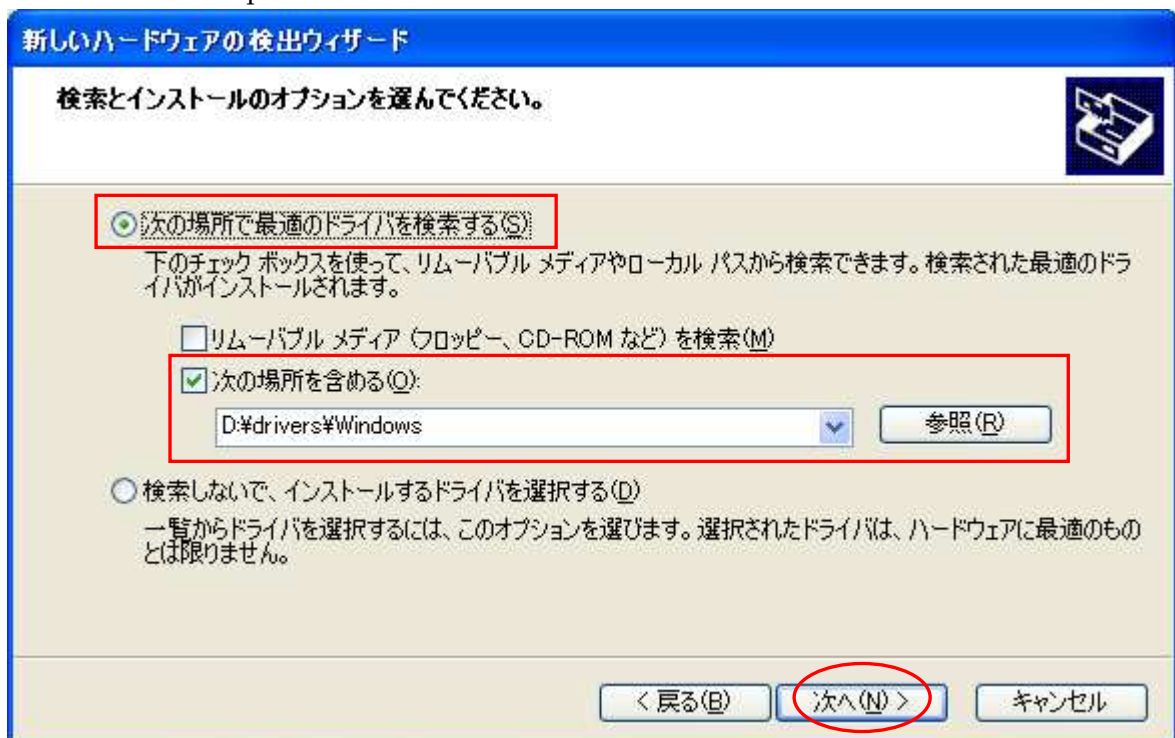 新しいハードウェアの検出ウィザード
検索とインストールのオプションを選んでください。
次の場所で最適のドライバを検索する(S)
下のチェック ボックスを使って、リムーバブル メディアやローカル パスから検索できます。検索された最適のドラ
イバがインストールされます。
リムーバブル メディア (フロッピー、CD-ROM など) を検索(M)
次の場所を含める(O):
D:¥drivers¥Windows
参照(R)
検索しないで、インストールするドライバを選択する(D)
一覧からドライバを選択するには、このオプションを選びます。選択されたドライバは、ハードウェアに最適のもの
とは限りません。
< 戻る(B) 次へ(N) > キャンセル